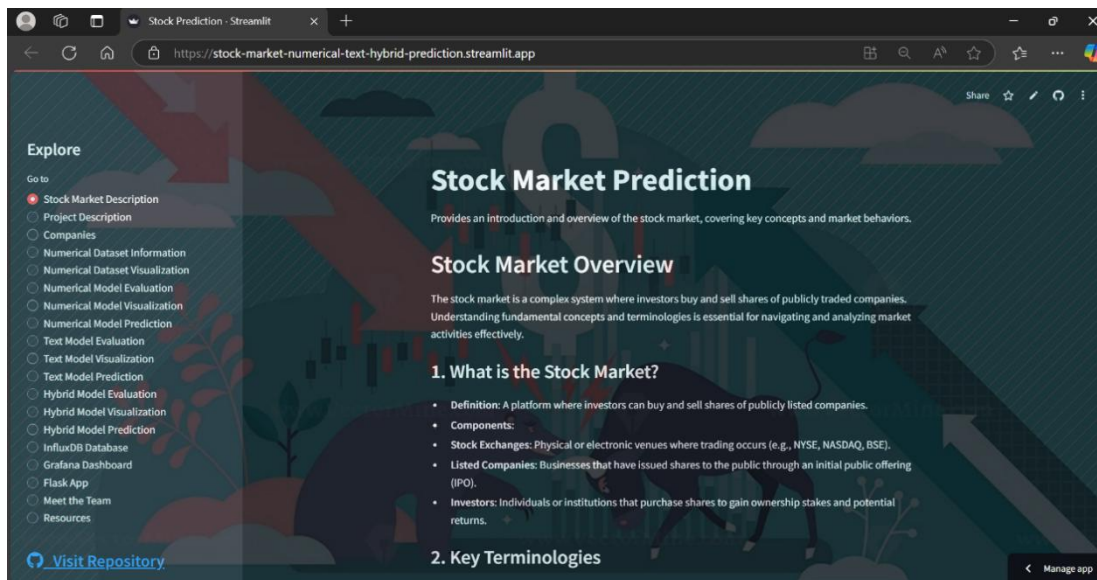 Stock Prediction · Streamlit
https://stock-market-numerical-text-hybrid-prediction.streamlit.app
Share
Explore
Go to
Stock Market Description
Project Description
Companies
Numerical Dataset Information
Numerical Dataset Visualization
Numerical Model Evaluation
Numerical Model Visualization
Numerical Model Prediction
Text Model Evaluation
Text Model Visualization
Text Model Prediction
Hybrid Model Evaluation
Hybrid Model Visualization
Hybrid Model Prediction
InfluxDB Database
Grafana Dashboard
Flask App
Meet the Team
Resources
Visit Repository
Stock Market Prediction
Provides an introduction and overview of the stock market, covering key concepts and market behaviors.
Stock Market Overview
The stock market is a complex system where investors buy and sell shares of publicly traded companies.
Understanding fundamental concepts and terminologies is essential for navigating and analyzing market
activities effectively.
1. What is the Stock Market?
• Definition: A platform where investors can buy and sell shares of publicly listed companies.
• Components:
• Stock Exchanges: Physical or electronic venues where trading occurs (e.g., NYSE, NASDAQ, BSE).
• Listed Companies: Businesses that have issued shares to the public through an initial public offering
(IPO).
• Investors: Individuals or institutions that purchase shares to gain ownership stakes and potential
returns.
2. Key Terminologies
Manage app